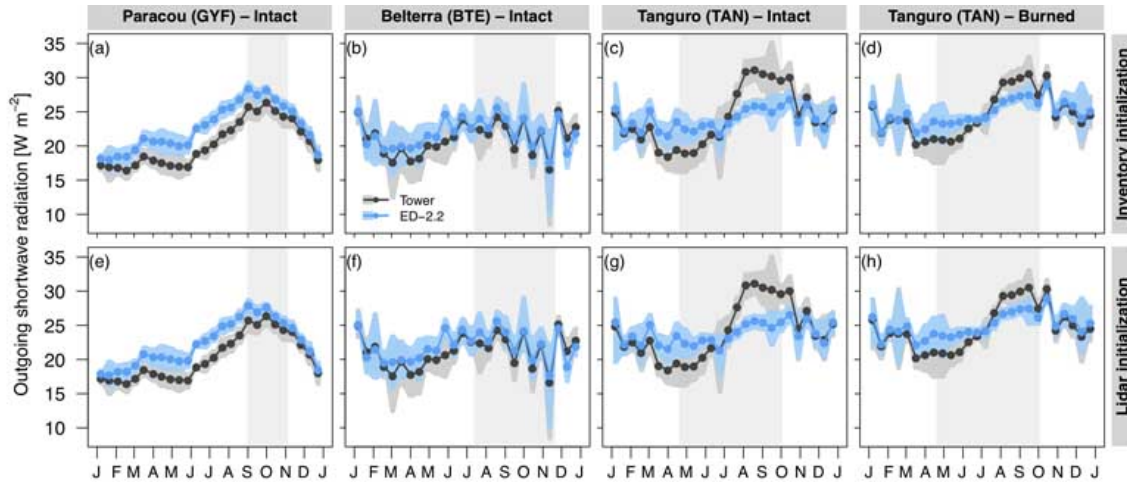 Paracou (GYF) – Intact
Belterra (BTE) – Intact
Tanguro (TAN) – Intact
Tanguro (TAN) – Burned
Outgoing shortwave radiation [W m−2]
35
30
25
20
15
10
(a)
(b)
Tower
ED−2.2
(c)
(d)
Inventory initialization
35
30
25
20
15
10
(e)
(f)
(g)
(h)
Lidar initialization
J F M A M J J A S O N D J
J F M A M J J A S O N D J
J F M A M J J A S O N D J
J F M A M J J A S O N D J